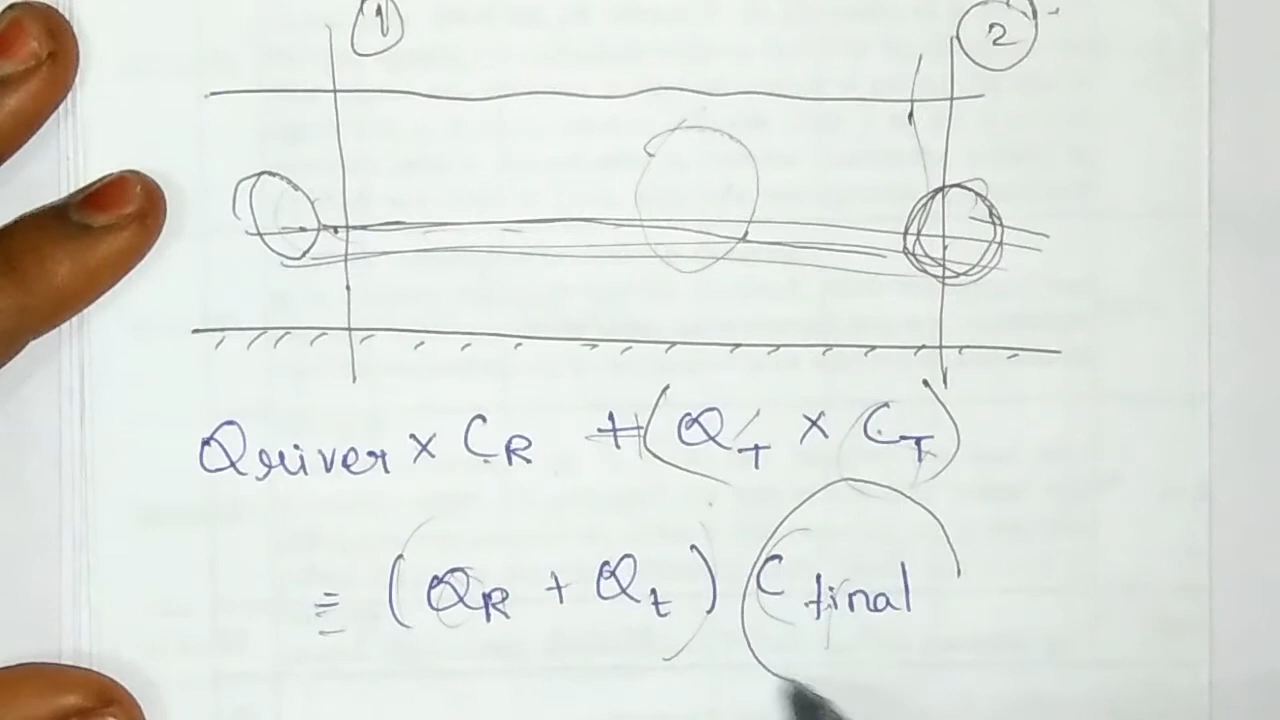 1
2
Qriver × CR + (QT × CT)
= (QR + Qt) Cfinal